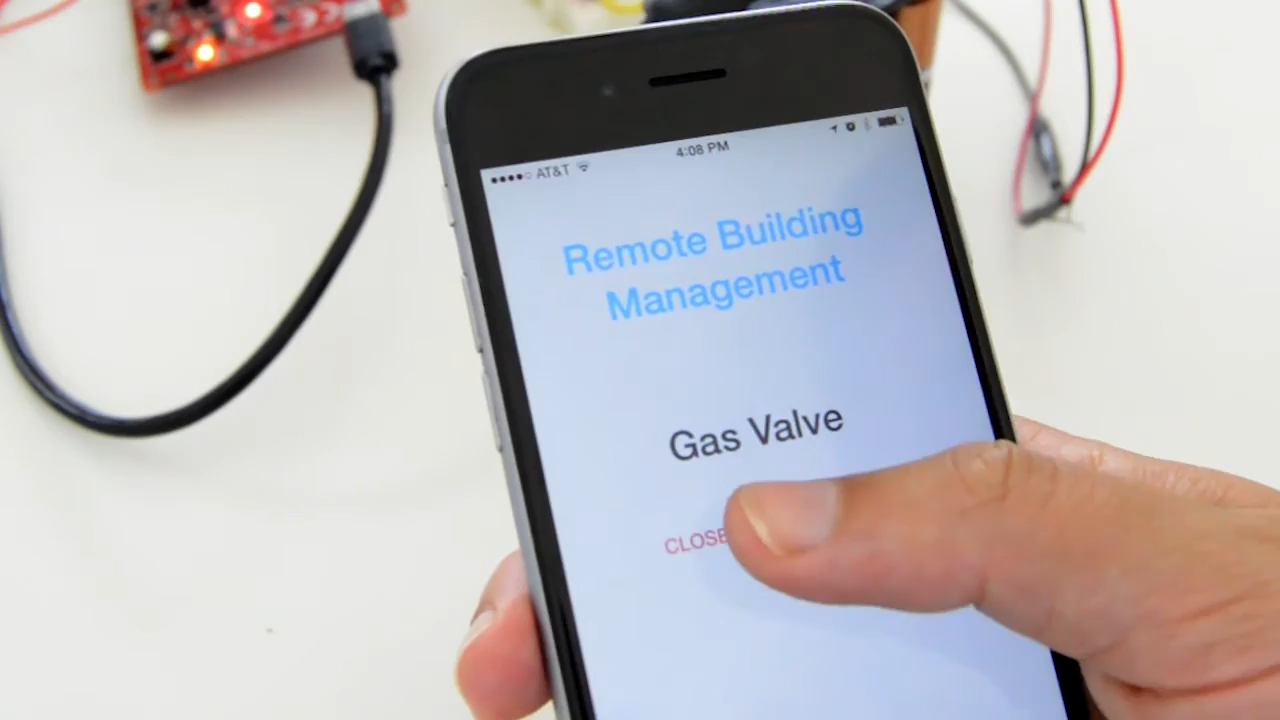 AT&T 4:08 PM
Remote Building
Management
Gas Valve
CLOSE